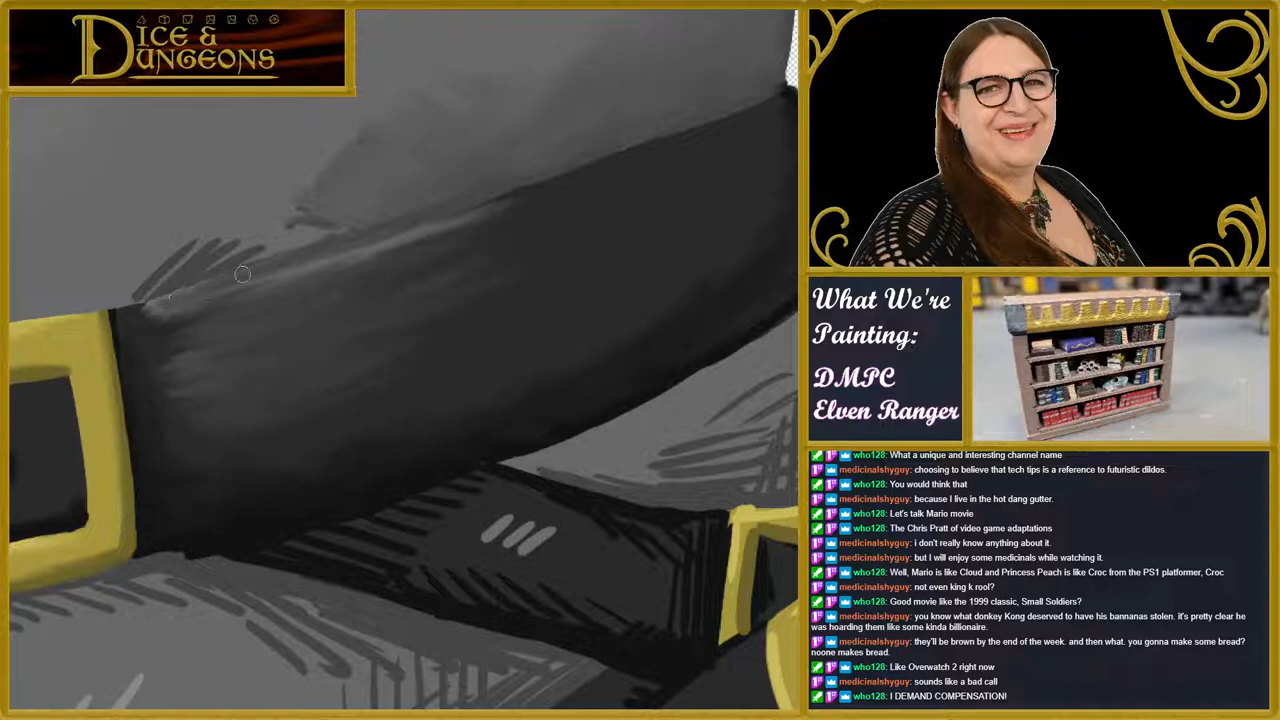 DICE &
DUNGEONS
What We're
Painting:
DMPC
Elven Ranger
who128: What a unique and interesting channel name
medicinalshyguy: choosing to believe that tech tips is a reference to futuristic dildos.
who128: You would think that
medicinalshyguy: because I live in the hot dang gutter.
who128: Let's talk Mario movie
who128: The Chris Pratt of video game adaptations
medicinalshyguy: i don't really know anything about it.
medicinalshyguy: but I will enjoy some medicinals while watching it.
who128: Well, Mario is like Cloud and Princess Peach is like Croc from the PS1 platformer, Croc
medicinalshyguy: not even king k rool?
who128: Good movie like the 1999 classic, Small Soldiers?
medicinalshyguy: you know what donkey Kong deserved to have his bannanas stolen. it's pretty clear he
was hoarding them like some kinda billionaire.
medicinalshyguy: they'll be brown by the end of the week. and then what. you gonna make some bread?
noone makes bread.
who128: Like Overwatch 2 right now
medicinalshyguy: sounds like a bad call
who128: I DEMAND COMPENSATION!